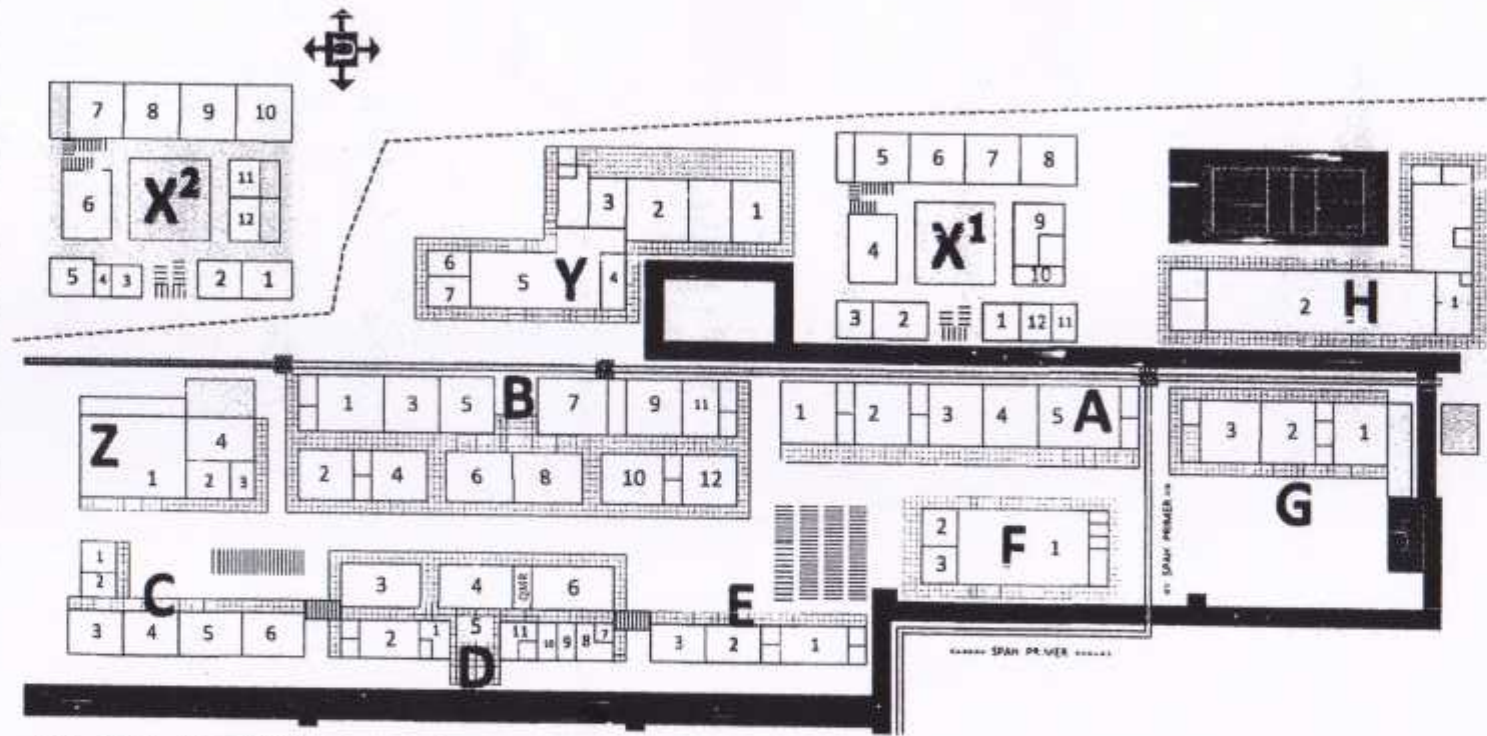 7 8 9 10
5 6 7 8
6 X² 11
12
3 2 1
4 X¹ 9
10
5 4 3 2 1
6
7 5 Y 4
3 2 1 12 11
2 H 1
1 3 5 B 7 9 11
1 2 3 4 5 A
3 2 1
Z 4
1 2 3
2 4 6 8 10 12
G
2 F 1
3
SPAM PRIMER
1
2 C
3 4 QMR 6
E
3 4 5 6
2 1 5 11 10 9 8 7
3 2 1
D
SPAM PRIMER